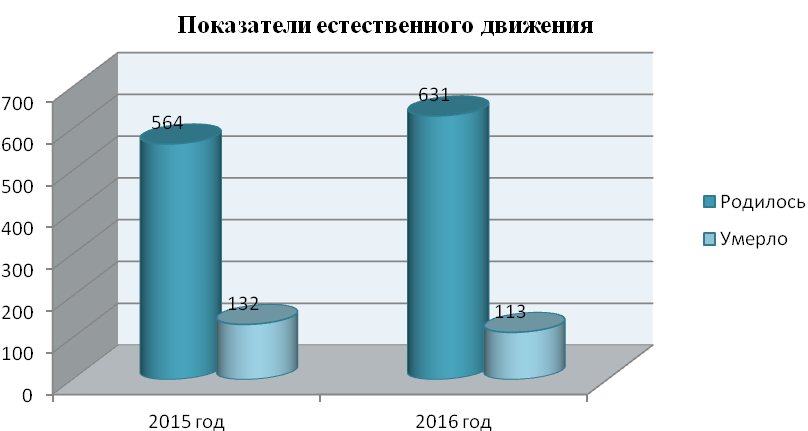 Показатели естественного движения
700
600
500
400
300
200
100
0
564
132
631
113
2015 год
2016 год
Родилось
Умерло